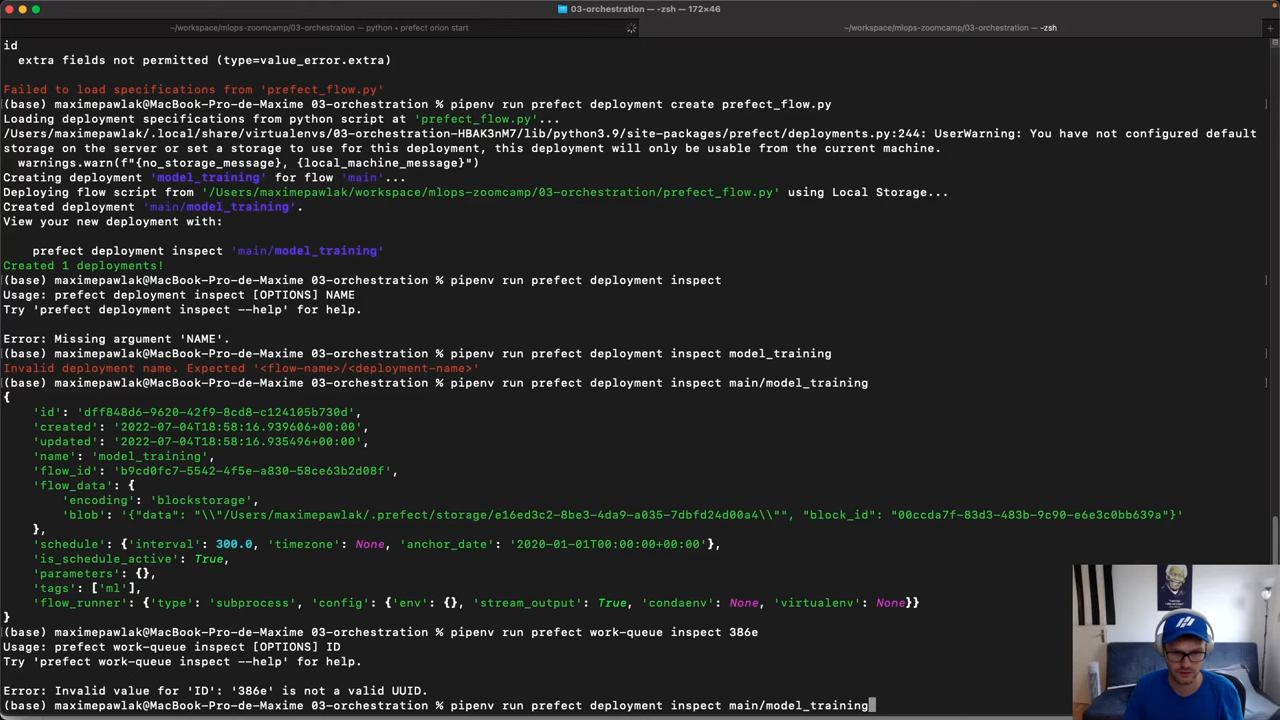 03-orchestration — -zsh — 172×46
~/workspace/mlops-zoomcamp/03-orchestration — python • prefect orion start
~/workspace/mlops-zoomcamp/03-orchestration — -zsh
id
  extra fields not permitted (type=value_error.extra)
Failed to load specifications from 'prefect_flow.py'
(base) maximepawlak@MacBook-Pro-de-Maxime 03-orchestration % pipenv run prefect deployment create prefect_flow.py
Loading deployment specifications from python script at 'prefect_flow.py'...
/Users/maximepawlak/.local/share/virtualenvs/03-orchestration-HBAK3nM7/lib/python3.9/site-packages/prefect/deployments.py:244: UserWarning: You have not configured default
storage on the server or set a storage to use for this deployment, this deployment will only be usable from the current machine.
  warnings.warn(f"{no_storage_message}, {local_machine_message}")
Creating deployment 'model_training' for flow 'main'...
Deploying flow script from '/Users/maximepawlak/workspace/mlops-zoomcamp/03-orchestration/prefect_flow.py' using Local Storage...
Created deployment 'main/model_training'.
View your new deployment with:
    prefect deployment inspect 'main/model_training'
Created 1 deployments!
(base) maximepawlak@MacBook-Pro-de-Maxime 03-orchestration % pipenv run prefect deployment inspect
Usage: prefect deployment inspect [OPTIONS] NAME
Try 'prefect deployment inspect --help' for help.
Error: Missing argument 'NAME'.
(base) maximepawlak@MacBook-Pro-de-Maxime 03-orchestration % pipenv run prefect deployment inspect model_training
Invalid deployment name. Expected '<flow-name>/<deployment-name>'
(base) maximepawlak@MacBook-Pro-de-Maxime 03-orchestration % pipenv run prefect deployment inspect main/model_training
{
    'id': 'dff848d6-9620-42f9-8cd8-c124105b730d',
    'created': '2022-07-04T18:58:16.939606+00:00',
    'updated': '2022-07-04T18:58:16.935496+00:00',
    'name': 'model_training',
    'flow_id': 'b9cd0fc7-5542-4f5e-a830-58ce63b2d08f',
    'flow_data': {
        'encoding': 'blockstorage',
        'blob': '{"data": "\\"/Users/maximepawlak/.prefect/storage/e16ed3c2-8be3-4da9-a035-7dbfd24d00a4\\"", "block_id": "00ccda7f-83d3-483b-9c90-e6e3c0bb639a"}'
    },
    'schedule': {'interval': 300.0, 'timezone': None, 'anchor_date': '2020-01-01T00:00:00+00:00'},
    'is_schedule_active': True,
    'parameters': {},
    'tags': ['ml'],
    'flow_runner': {'type': 'subprocess', 'config': {'env': {}, 'stream_output': True, 'condaenv': None, 'virtualenv': None}}
}
(base) maximepawlak@MacBook-Pro-de-Maxime 03-orchestration % pipenv run prefect work-queue inspect 386e
Usage: prefect work-queue inspect [OPTIONS] ID
Try 'prefect work-queue inspect --help' for help.
Error: Invalid value for 'ID': '386e' is not a valid UUID.
(base) maximepawlak@MacBook-Pro-de-Maxime 03-orchestration % pipenv run prefect deployment inspect main/model_training